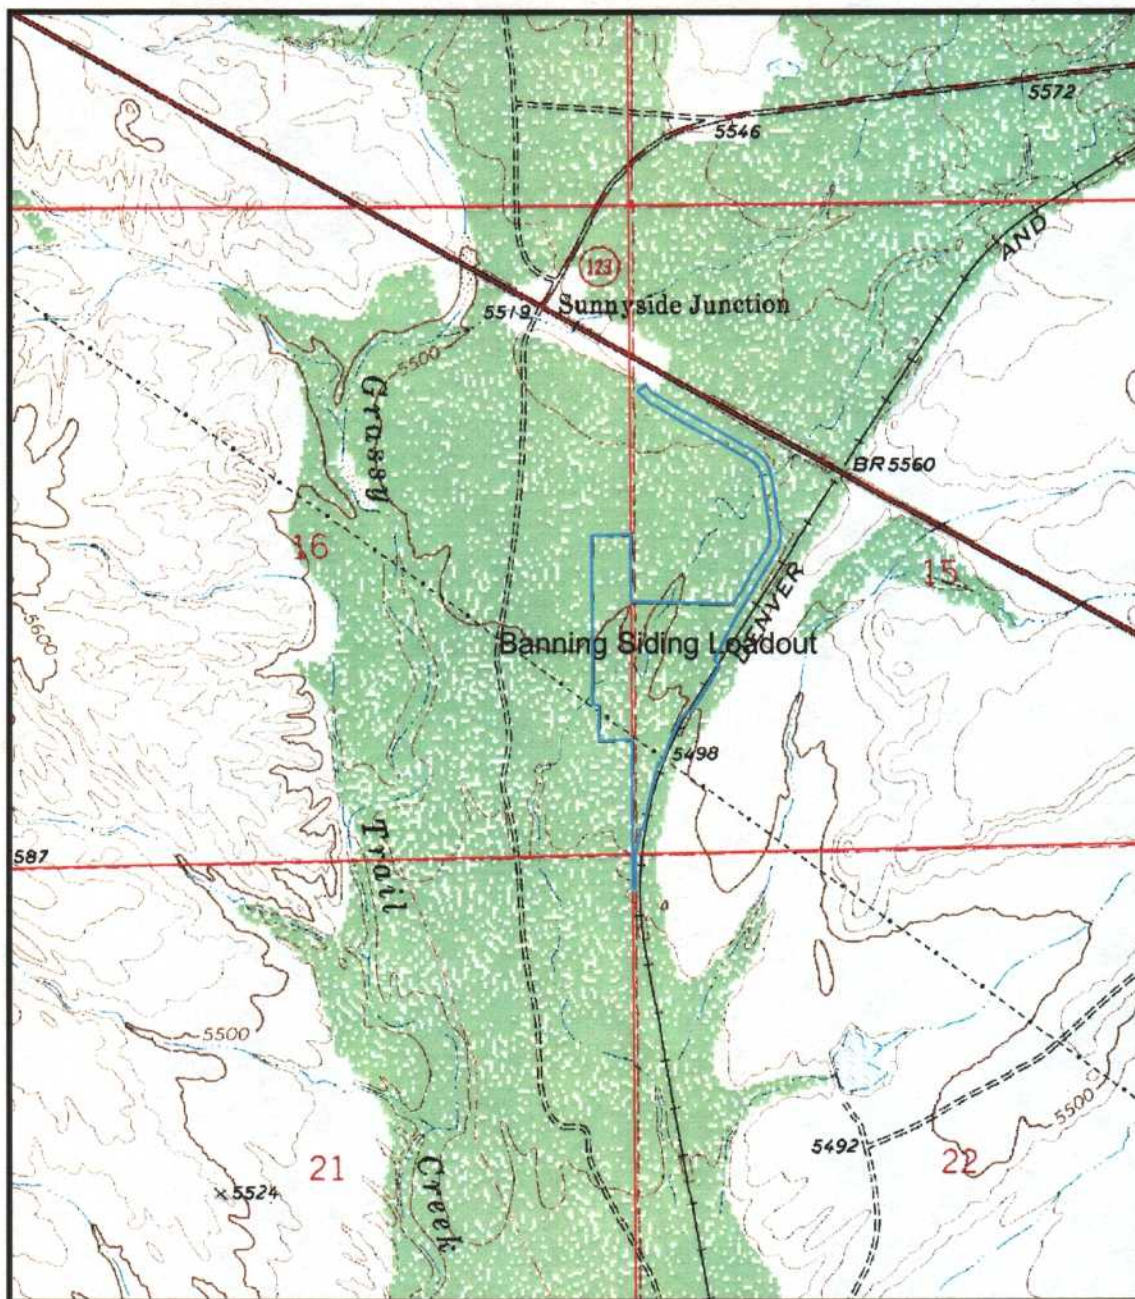 5572
5546
AND
123
5519
Sunnyside Junction
5500
Grassy
BR 5560
16
15
DENVER
5600
Banning Siding Loadout
5498
587
Trail
5500
5500
5492
21
22
5524
Creek